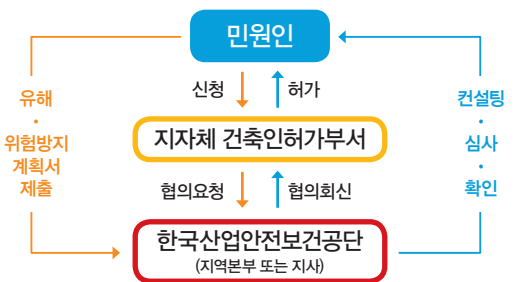 민원인
신청
허가
유해
·
위험방지
계획서
제출
컨설팅
·
심사
·
확인
지자체 건축인허가부서
협의요청
협의회신
한국산업안전보건공단
(지역본부 또는 지사)